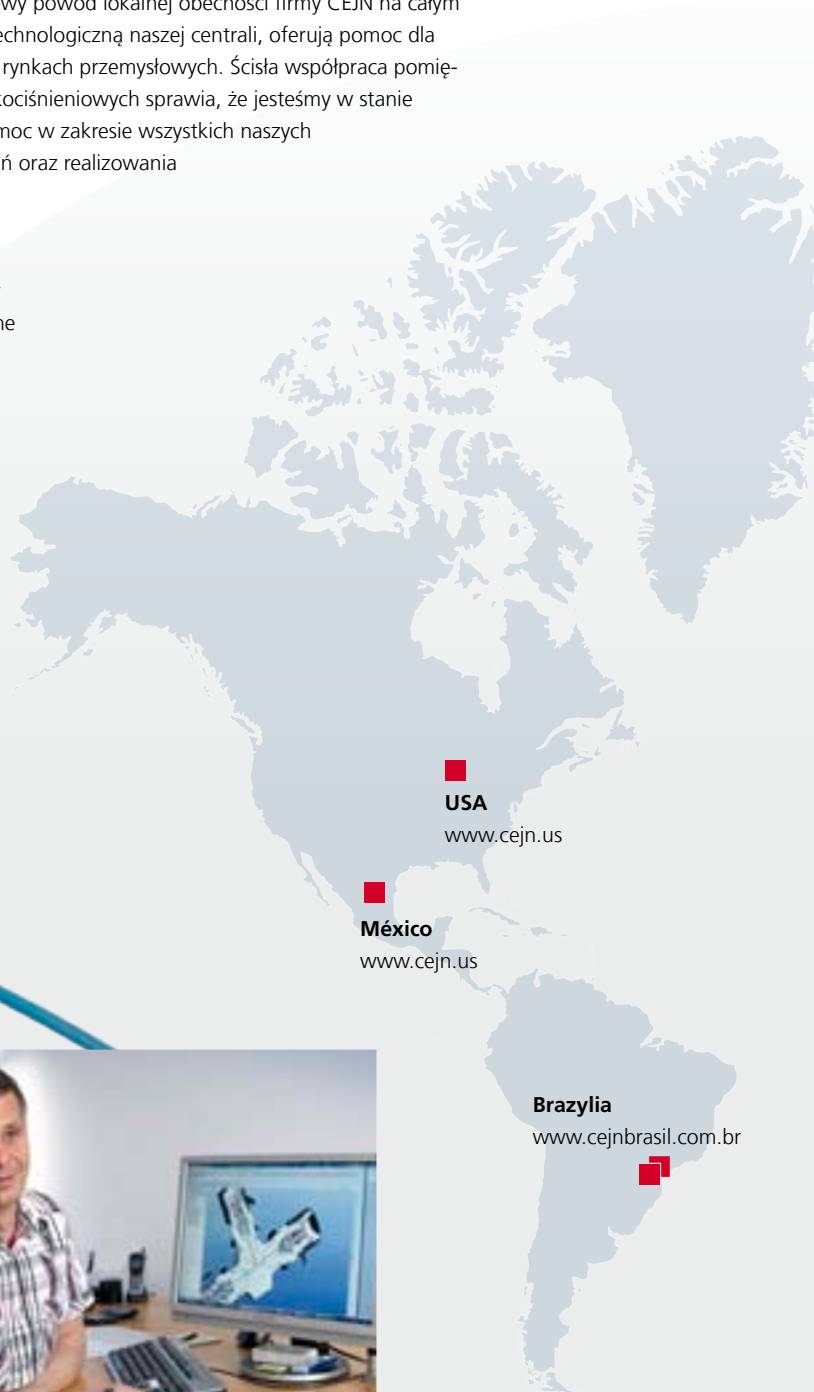 wy powód lokalnej obecności firmy CEJN na całym
echnologiczną naszej centrali, oferują pomoc dla
rynkach przemysłowych. Ścisła współpraca pomię-
kociśnieniowych sprawia, że jesteśmy w stanie
moc w zakresie wszystkich naszych
ń oraz realizowania
ne
USA
www.cejn.us
México
www.cejn.us
Brazylia
www.cejnbrasil.com.br